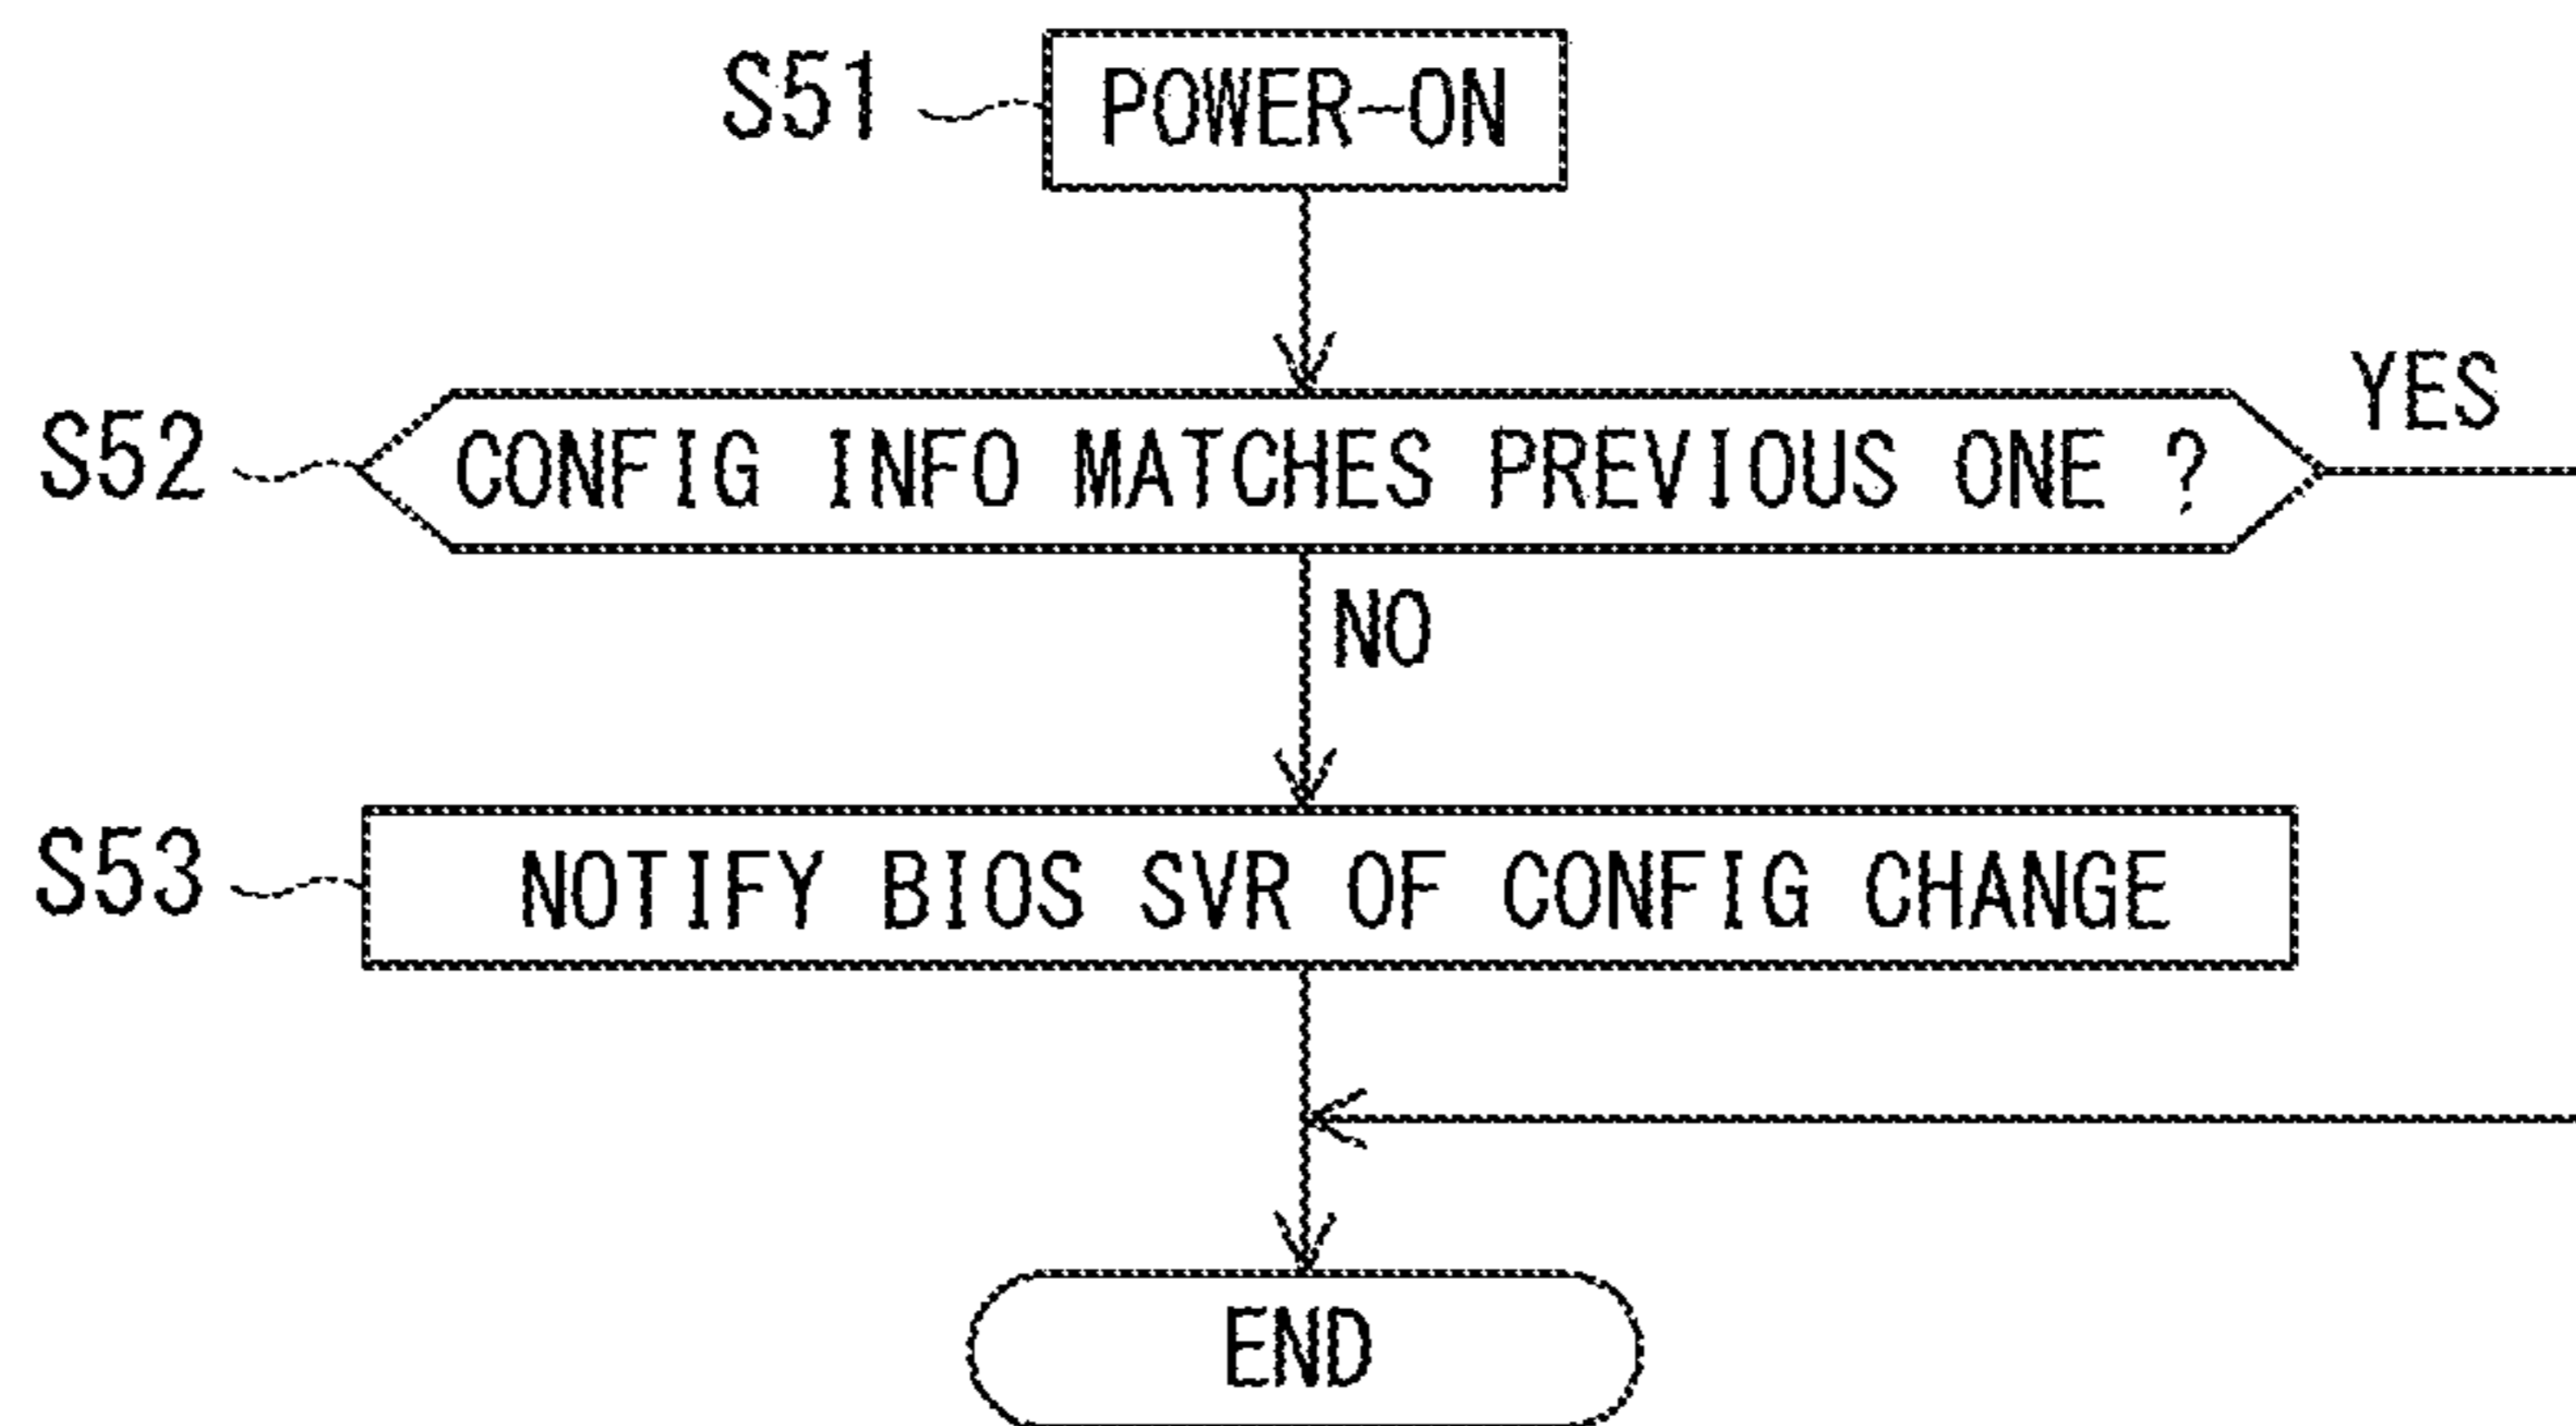 S51 POWER-ON
S52 CONFIG INFO MATCHES PREVIOUS ONE ? YES
NO
S53 NOTIFY BIOS SVR OF CONFIG CHANGE
END